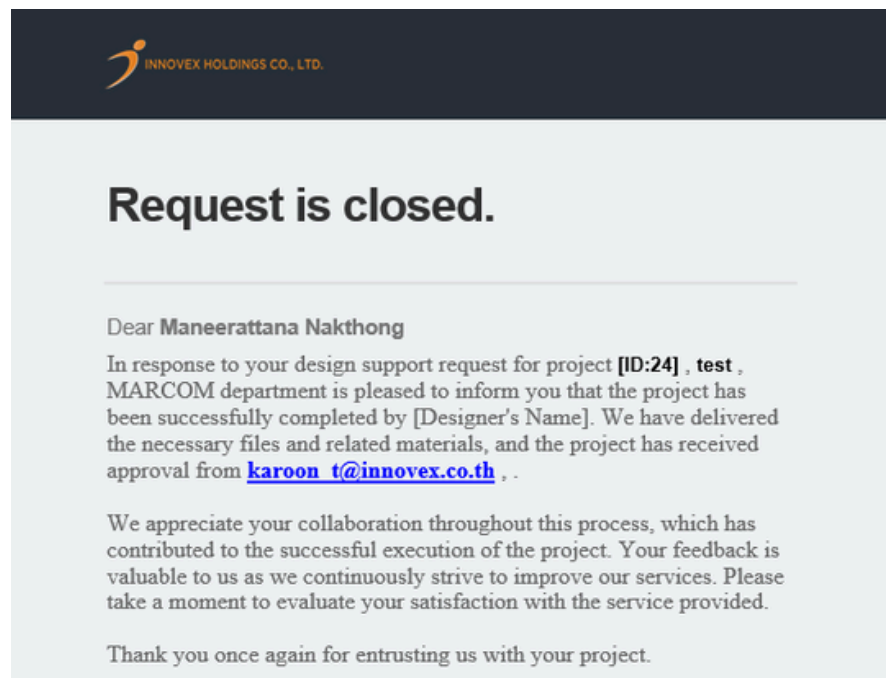 INNOVEX HOLDINGS CO., LTD.
Request is closed.
Dear Maneerattana Nakthong
In response to your design support request for project [ID:24] , test ,
MARCOM department is pleased to inform you that the project has
been successfully completed by [Designer's Name]. We have delivered
the necessary files and related materials, and the project has received
approval from karoon_t@innovex.co.th , .
We appreciate your collaboration throughout this process, which has
contributed to the successful execution of the project. Your feedback is
valuable to us as we continuously strive to improve our services. Please
take a moment to evaluate your satisfaction with the service provided.
Thank you once again for entrusting us with your project.